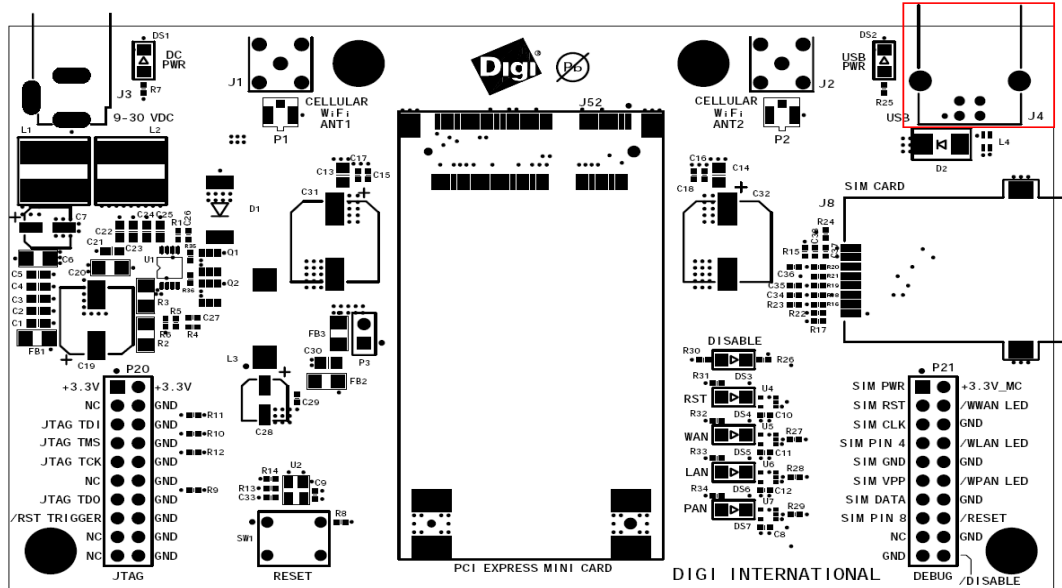 DS1
DC
PWR
R7
J3
9-30 VDC
J1
CELLULAR
WiFi
ANT1
P1
Digi®
Pb
J52
J2
CELLULAR
WiFi
ANT2
P2
DS2
USB
PWR
R25
USB
J4
L4
D2
L1
L2
C7
C24
C25
C22
C26
R1
C21
C23
C6
C20
U1
R35
R36
Q1
Q2
D1
C5
C4
C3
C2
C1
FB1
C19
R3
R2
R5
R6
R4
C27
C17
C13
C15
C31
C16
C14
C18
C32
SIM CARD
J8
R24
R15
C36
C35
C34
R23
R22
R17
R20
R21
R19
R16
FB3
P3
C30
FB2
L3
C29
C28
DISABLE
R30
R26
DS3
R31
RST
U4
DS4
C10
R32
WAN
U5
R27
DS5
C11
R33
LAN
U6
R28
DS6
C12
R34
PAN
U7
R29
DS7
C8
P20
+3.3V +3.3V
NC GND
JTAG TDI GND R11
JTAG TMS GND R10
JTAG TCK GND R12
NC GND
JTAG TDO GND R9
/RST TRIGGER GND
NC GND
NC GND
JTAG
R14
R13
C33
U2
C9
R8
SW1
RESET
PCI EXPRESS MINI CARD
P21
SIM PWR +3.3V_MC
SIM RST /WWAN LED
SIM CLK GND
SIM PIN 4 /WLAN LED
SIM GND GND
SIM VPP /WPAN LED
SIM DATA GND
SIM PIN 8 /RESET
NC GND
GND /DISABLE
DEBUG
DIGI INTERNATIONAL